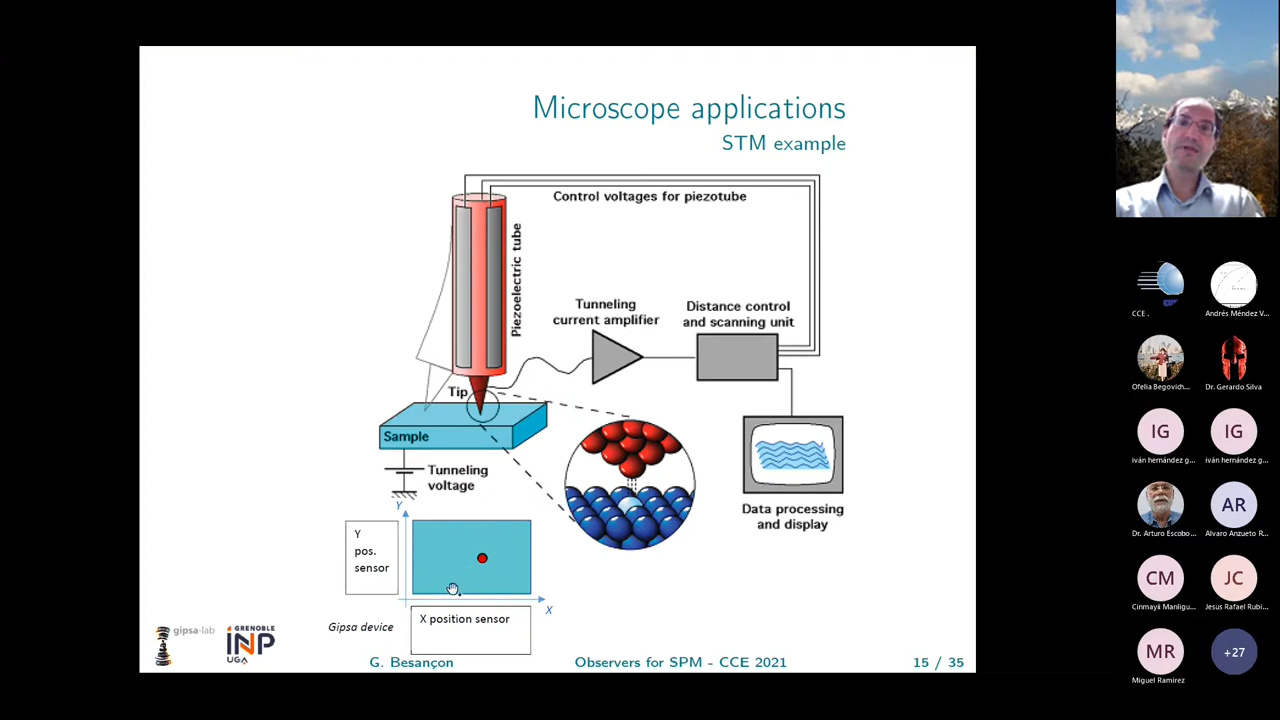 Microscope applications
STM example
Control voltages for piezotube
Piezoelectric tube
Tunneling
current amplifier
Distance control
and scanning unit
Tip
Sample
Tunneling
voltage
Data processing
and display
Y
Y
pos.
sensor
X
X position sensor
Gipsa device
gipsa-lab
GRENOBLE
INP
UGA
G. Besançon
Observers for SPM - CCE 2021
15 / 35
CCE .
Andrés Méndez V...
Ofelia Begovich...
Dr. Gerardo Silva
IG
IG
iván hernández g...
iván hernández g...
AR
Dr. Arturo Escobo...
Alvaro Anzueto R...
CM
JC
Cinmayii Manligu...
Jesus Rafael Rubi...
MR
+27
Miguel Ramirez